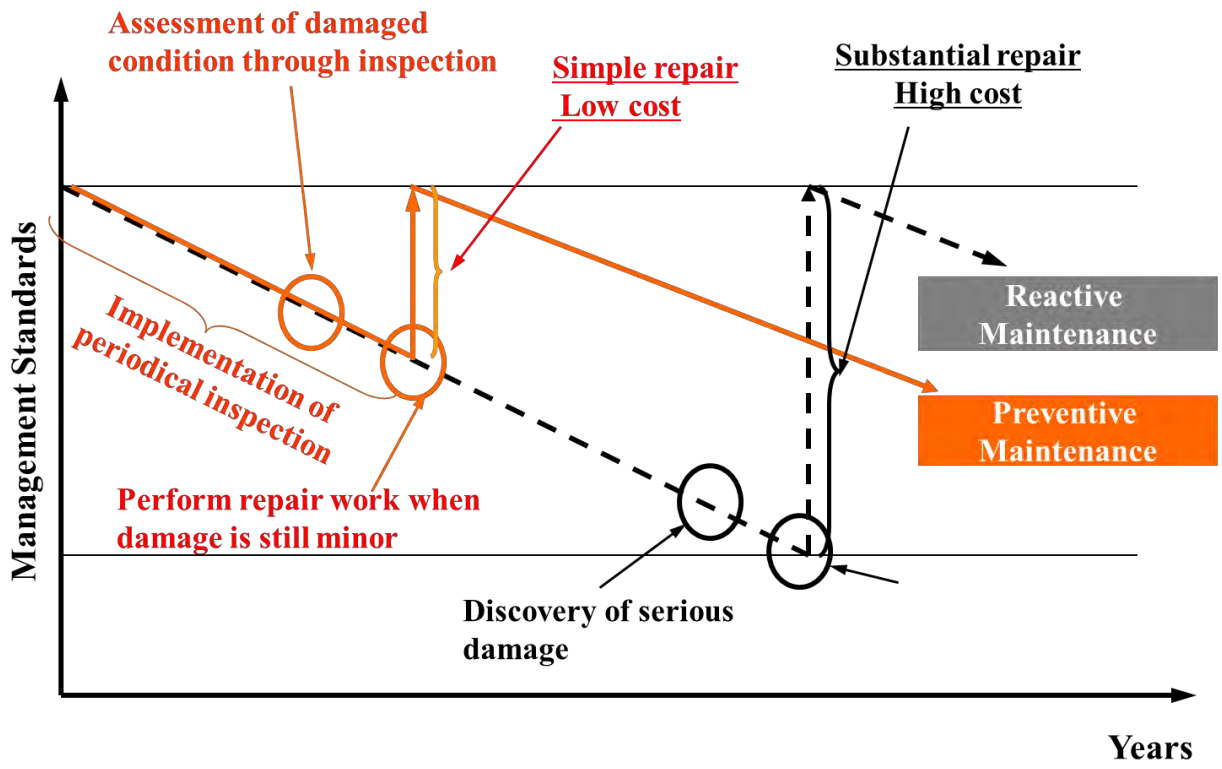 Assessment of damaged
condition through inspection
Simple repair
Low cost
Substantial repair
High cost
Management Standards
Implementation of
periodical inspection
Reactive
Maintenance
Preventive
Maintenance
Perform repair work when
damage is still minor
Discovery of serious
damage
Years